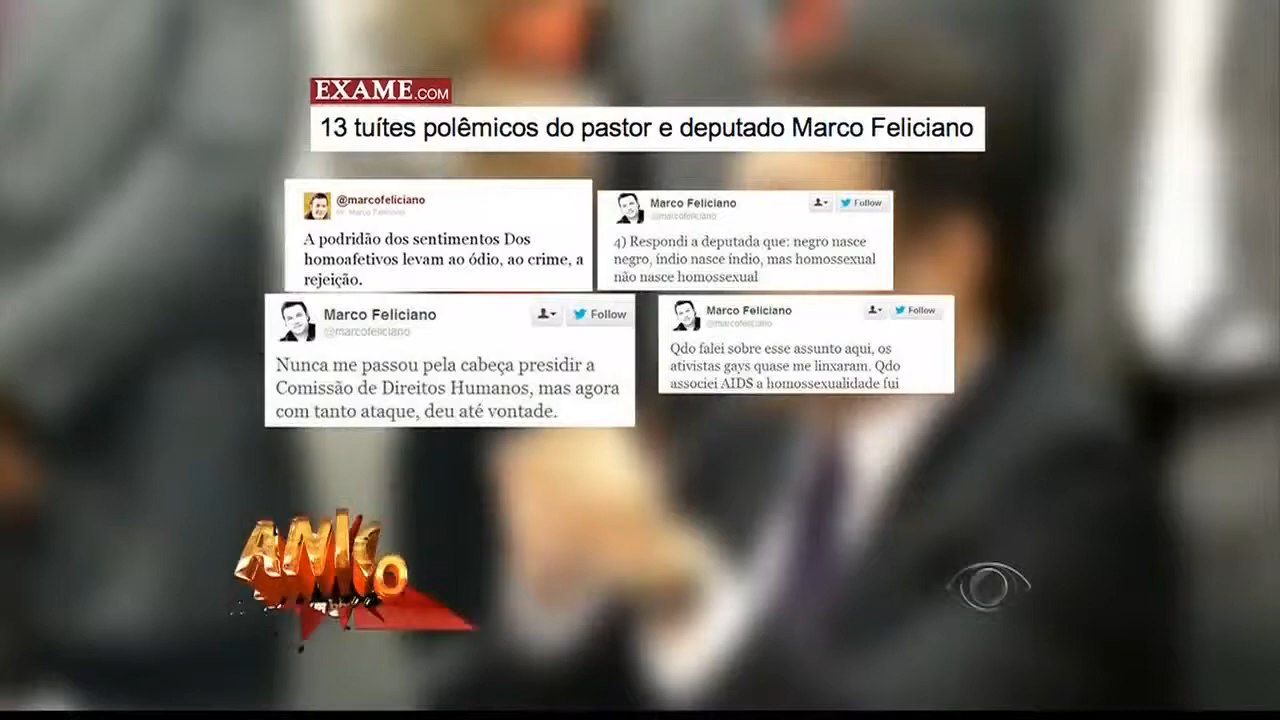 EXAME.COM
13 tuítes polêmicos do pastor e deputado Marco Feliciano
@marcofeliciano
Pr. Marco Feliciano
A podridão dos sentimentos Dos
homoafetivos levam ao ódio, ao crime, a
rejeição.
Marco Feliciano
@marcofeliciano
Follow
4) Respondi a deputada que: negro nasce
negro, índio nasce índio, mas homossexual
não nasce homossexual
Marco Feliciano
@marcofeliciano
Follow
Nunca me passou pela cabeça presidir a
Comissão de Direitos Humanos, mas agora
com tanto ataque, deu até vontade.
Marco Feliciano
@marcofeliciano
Follow
Qdo falei sobre esse assunto aqui, os
ativistas gays quase me linxaram. Qdo
associei AIDS a homossexualidade fui